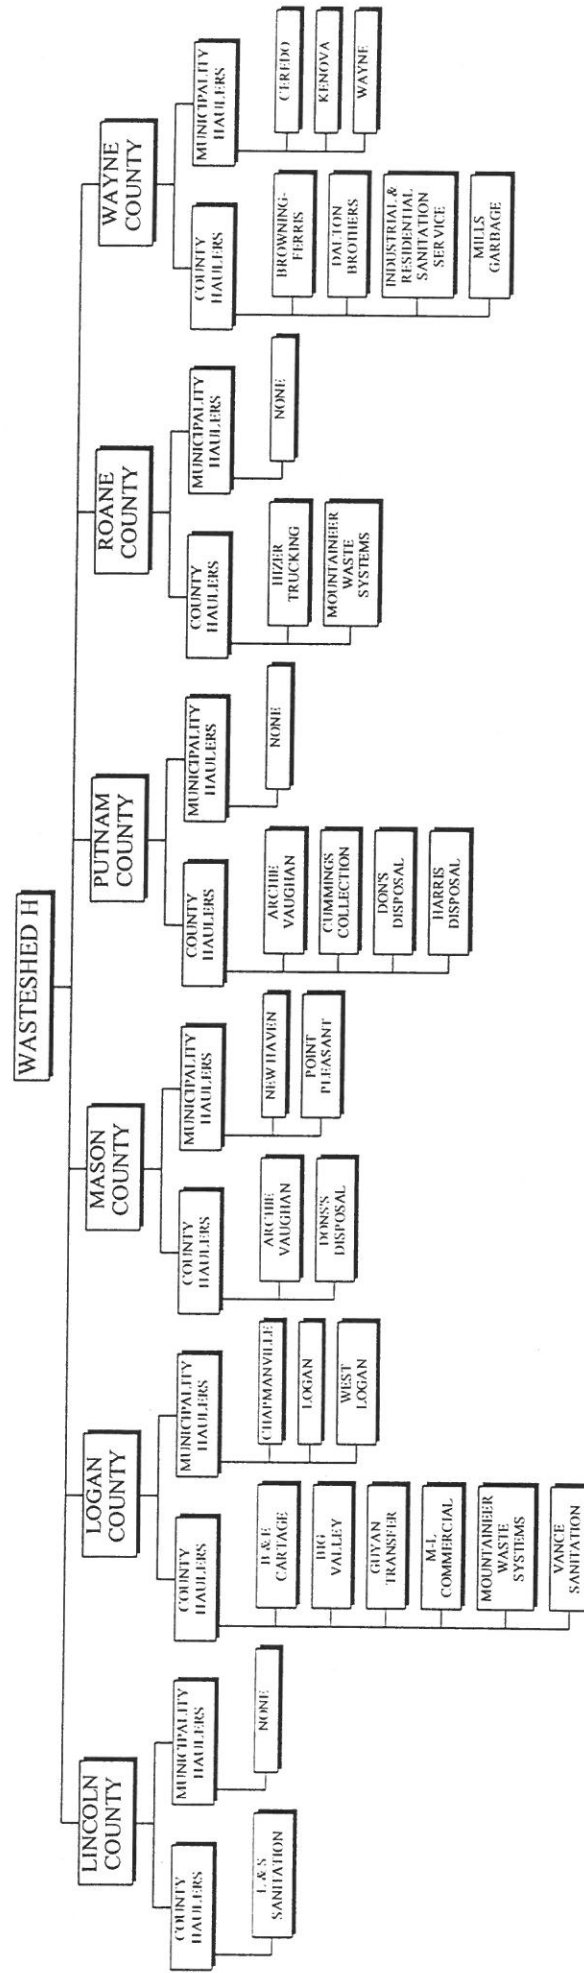 WASTESHED H
LINCOLN
COUNTY
COUNTY
HAULERS
L & S
SANITATION
MUNICIPALITY
HAULERS
NONE
LOGAN
COUNTY
COUNTY
HAULERS
B & E
CARTAGE
BIG
VALLEY
GUYAN
TRANSFER
M-L
COMMERCIAL
MOUNTAINEER
WASTE
SYSTEMS
VANCE
SANITATION
MUNICIPALITY
HAULERS
CHAPMANVILLE
LOGAN
WEST
LOGAN
MASON
COUNTY
COUNTY
HAULERS
ARCHIE
VAUGHAN
DONS'S
DISPOSAL
MUNICIPALITY
HAULERS
NEW HAVEN
POINT
PLEASANT
PUTNAM
COUNTY
COUNTY
HAULERS
ARCHIE
VAUGHAN
CUMMINGS
COLLECTION
DON'S
DISPOSAL
HARRIS
DISPOSAL
MUNICIPALITY
HAULERS
NONE
ROANE
COUNTY
COUNTY
HAULERS
HIZER
TRUCKING
MOUNTAINEER
WASTE
SYSTEMS
MUNICIPALITY
HAULERS
NONE
WAYNE
COUNTY
COUNTY
HAULERS
BROWNING-
FERRIS
DALTON
BROTHERS
INDUSTRIAL &
RESIDENTIAL
SANITATION
SERVICE
MILLS
GARBAGE
MUNICIPALITY
HAULERS
CEREDO
KENOVA
WAYNE